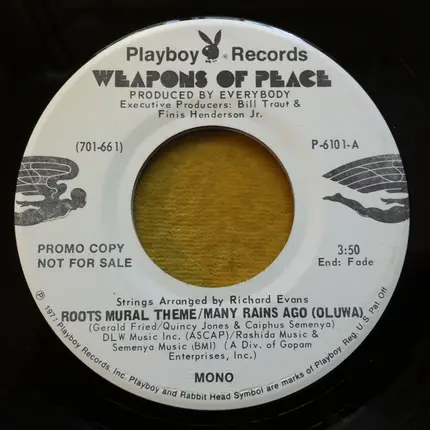 Playboy® Records
WEAPONS OF PEACE
PRODUCED BY EVERYBODY
Executive Producers: Bill Traut &
Finis Henderson Jr.
(701-661)
P-6101-A
PROMO COPY
NOT FOR SALE
3:50
End: Fade
Strings Arranged by Richard Evans
ROOTS MURAL THEME/MANY RAINS AGO (OLUWA)
(Gerald Fried/Quincy Jones & Caiphus Semenya)
DLW Music Inc. (ASCAP)/Rashida Music &
Semenya Music (BMI) (A Div. of Gopam
Enterprises, Inc.)
MONO
Ⓟ 1977 Playboy Records, Inc. Playboy and Rabbit Head Symbol are marks of Playboy. Reg. U.S. Pat. Off.